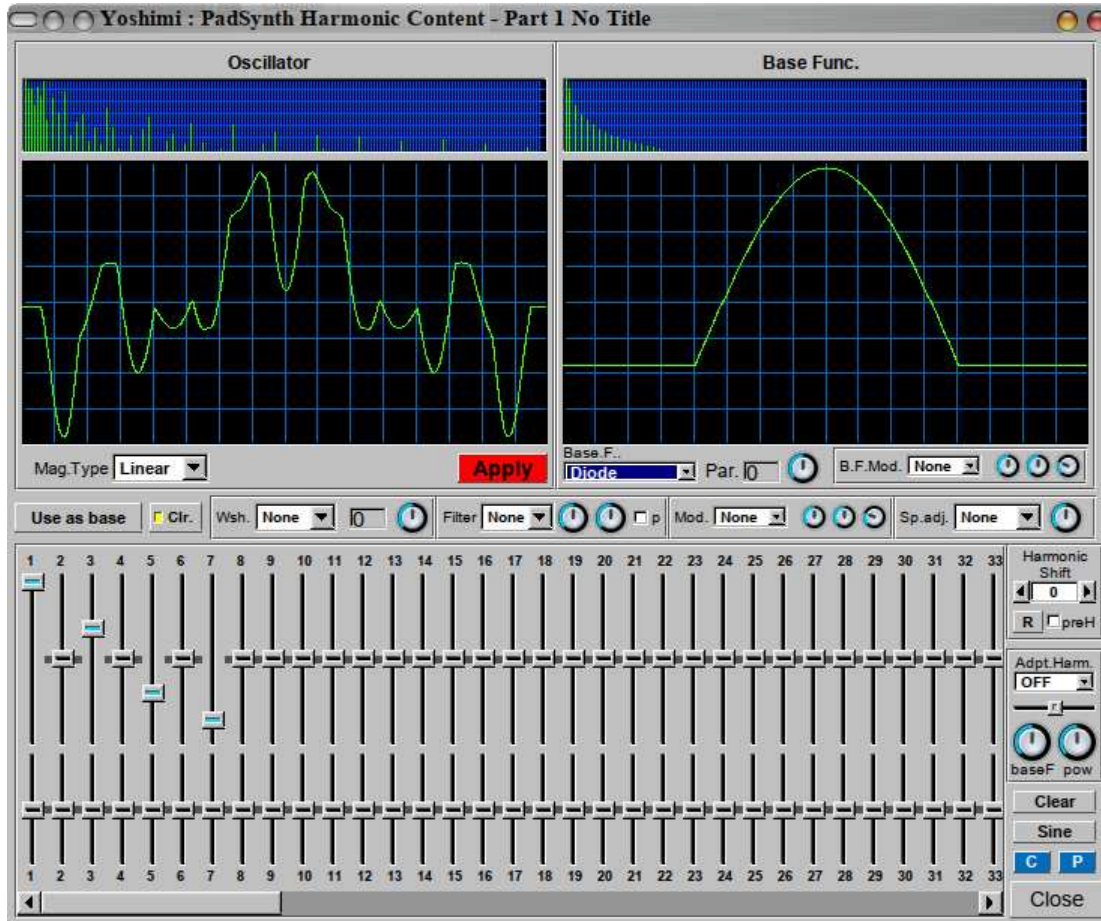 Yoshimi : PadSynth Harmonic Content - Part 1 No Title
Oscillator
Base Func.
Mag.Type Linear
Apply
Base.F..
Diode Par. 0
B.F.Mod. None
Use as base Clr. Wsh. None 0 Filter None p Mod. None Sp.adj. None
1 2 3 4 5 6 7 8 9 10 11 12 13 14 15 16 17 18 19 20 21 22 23 24 25 26 27 28 29 30 31 32 33
Harmonic
Shift
0
R preH
Adpt.Harm.
OFF
r
baseF pow
Clear
Sine
C P
1 2 3 4 5 6 7 8 9 10 11 12 13 14 15 16 17 18 19 20 21 22 23 24 25 26 27 28 29 30 31 32 33
Close